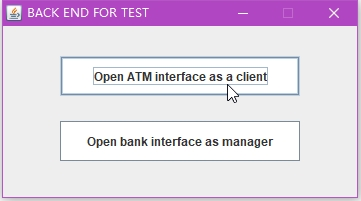 BACK END FOR TEST
Open ATM interface as a client
Open bank interface as manager